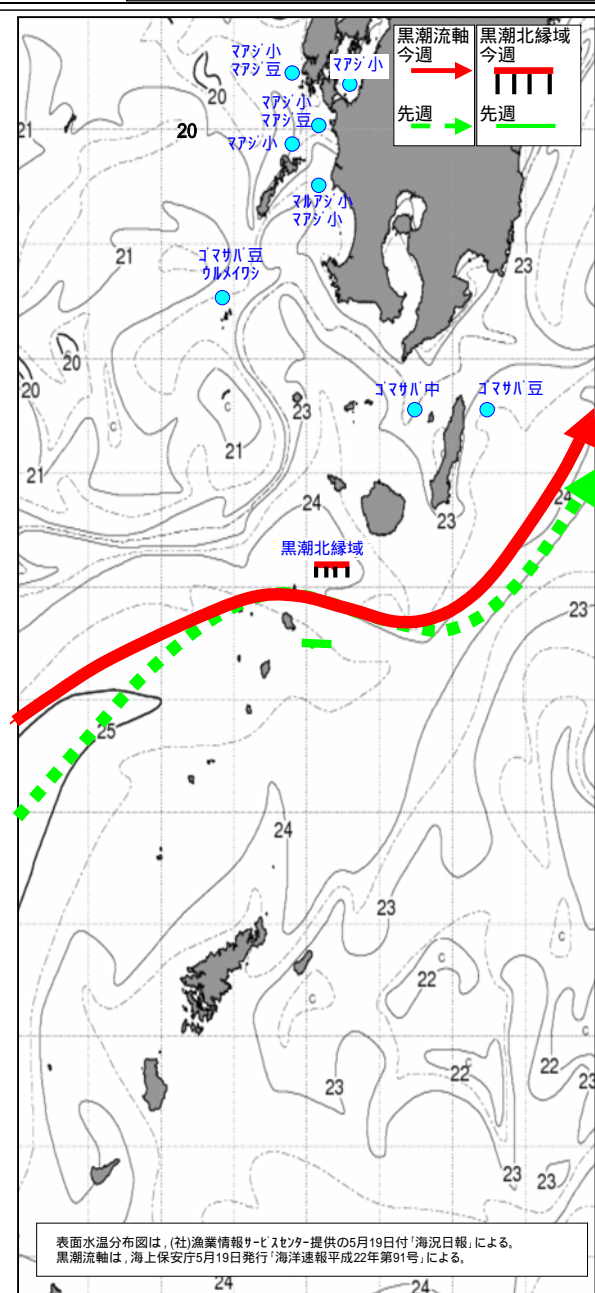 黒潮流軸
今週
先週
黒潮北縁域
今週
先週
マアジ小
マアジ豆
マアジ小
マアジ小
マアジ豆
マアジ小
マルアジ小
マアジ小
ゴマサバ豆
ウルメイワシ
ゴマサバ中
ゴマサバ豆
黒潮北縁域
20
21
20
21
23
20
20
c
c
23
21
21
24
23
24
23
25
24
23
22
c
c
c
22
c
22
23
23
23
23
表面水温分布図は，(社)漁業情報サービスセンター提供の5月19日付「海況日報」による。
黒潮流軸は，海上保安庁5月19日発行「海洋速報平成22年第91号」による。
24
24